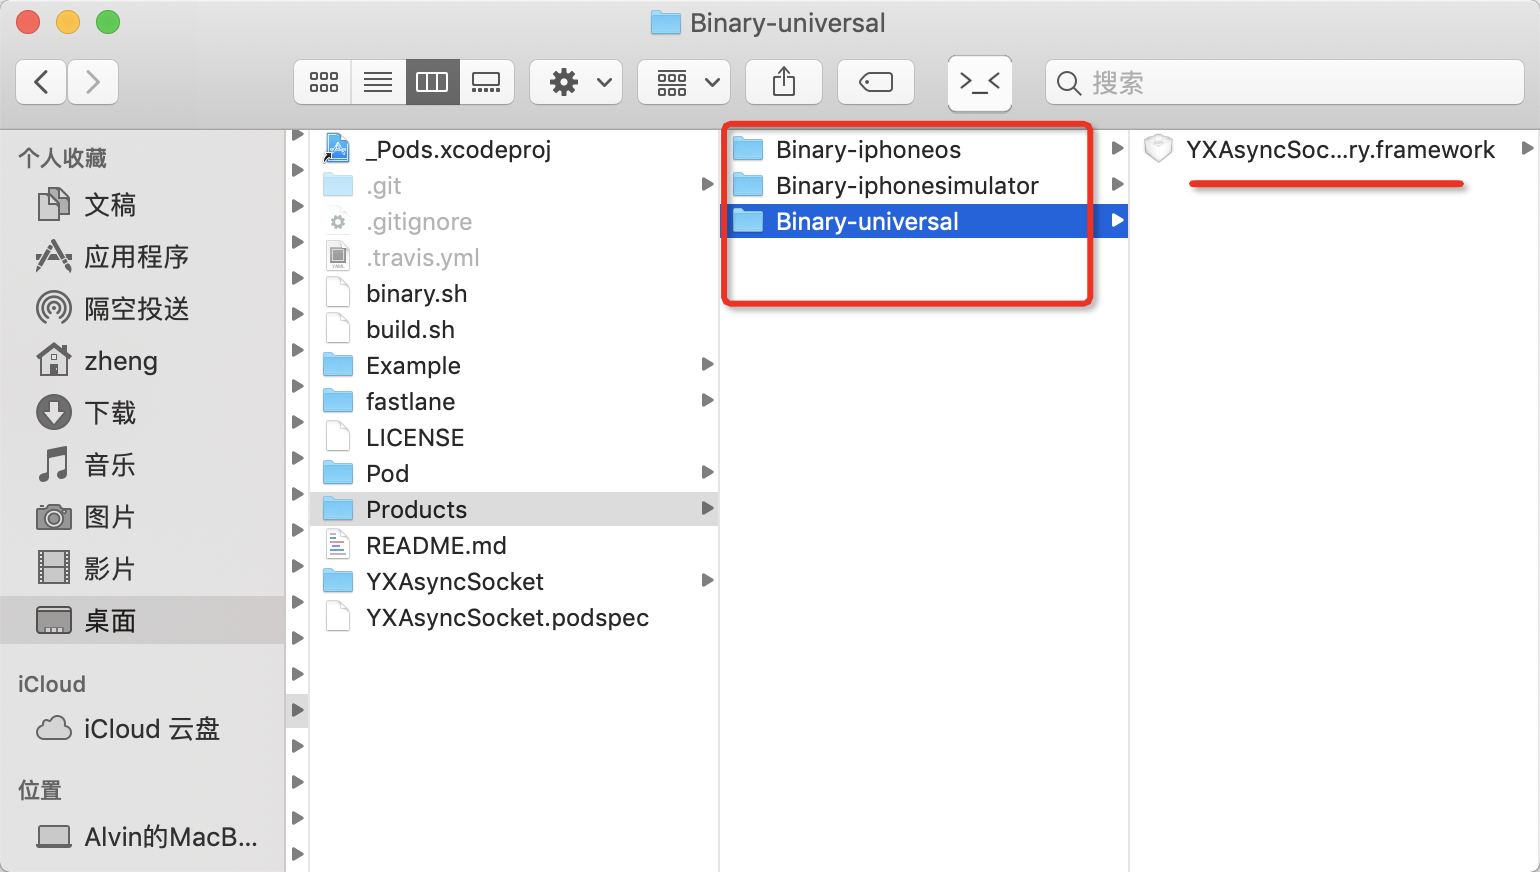 Binary-universal
>_<
搜索
个人收藏
文稿
应用程序
隔空投送
zheng
下载
音乐
图片
影片
桌面
iCloud
iCloud 云盘
位置
Alvin的MacB...
_Pods.xcodeproj
.git
.gitignore
.travis.yml
binary.sh
build.sh
Example
fastlane
LICENSE
Pod
Products
README.md
YXAsyncSocket
YXAsyncSocket.podspec
Binary-iphoneos
Binary-iphonesimulator
Binary-universal
YXAsyncSoc...ry.framework